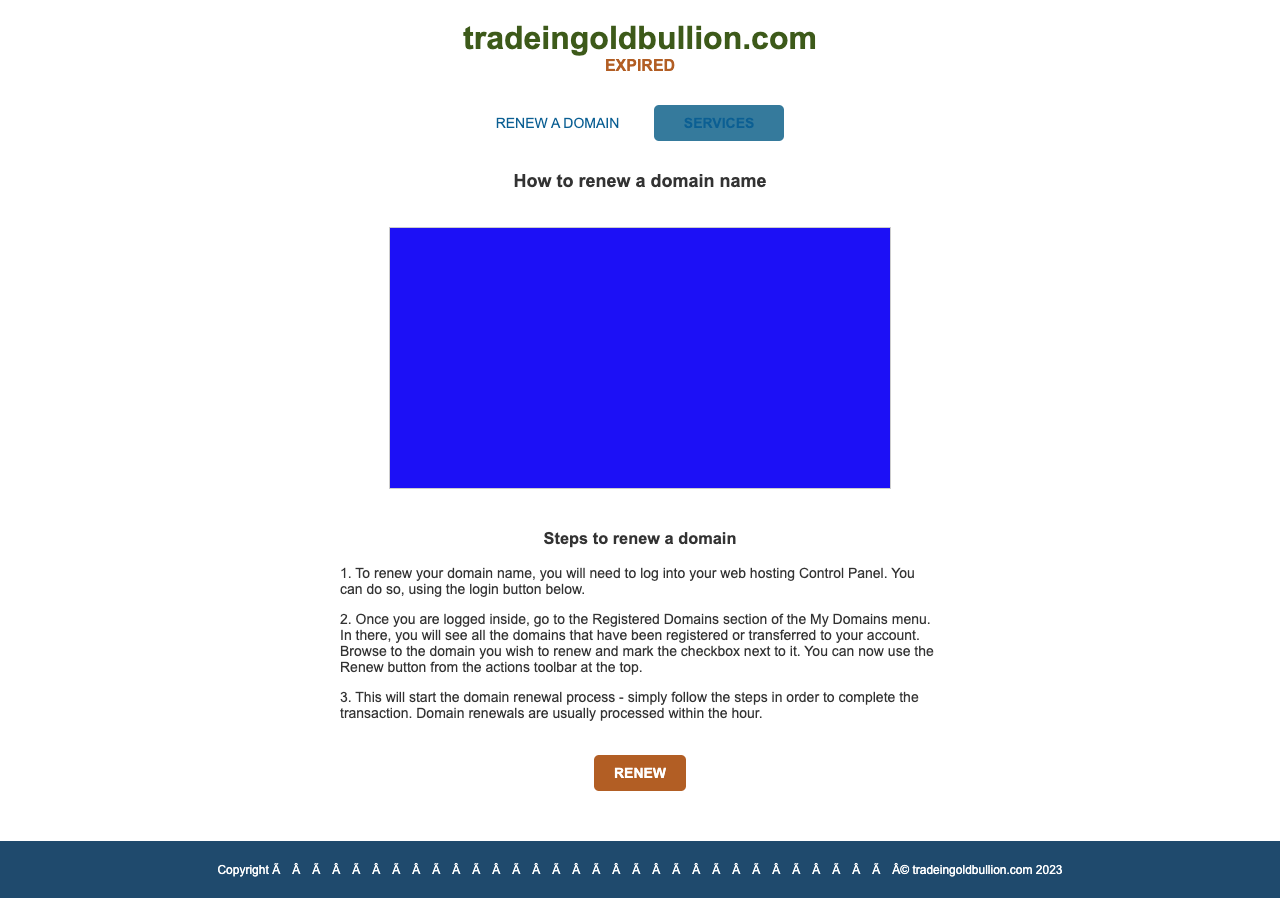 tradeingoldbullion.com
EXPIRED
RENEW A DOMAIN
SERVICES
How to renew a domain name
Steps to renew a domain
1. To renew your domain name, you will need to log into your web hosting Control Panel. You
can do so, using the login button below.
2. Once you are logged inside, go to the Registered Domains section of the My Domains menu.
In there, you will see all the domains that have been registered or transferred to your account.
Browse to the domain you wish to renew and mark the checkbox next to it. You can now use the
Renew button from the actions toolbar at the top.
3. This will start the domain renewal process - simply follow the steps in order to complete the
transaction. Domain renewals are usually processed within the hour.
RENEW
Copyright Ã Â Ã Â Ã Â Ã Â Ã Â Ã Â Ã Â Ã Â Ã Â Ã Â Ã Â Ã Â Ã Â Ã Â Ã Â Ã Â© tradeingoldbullion.com 2023